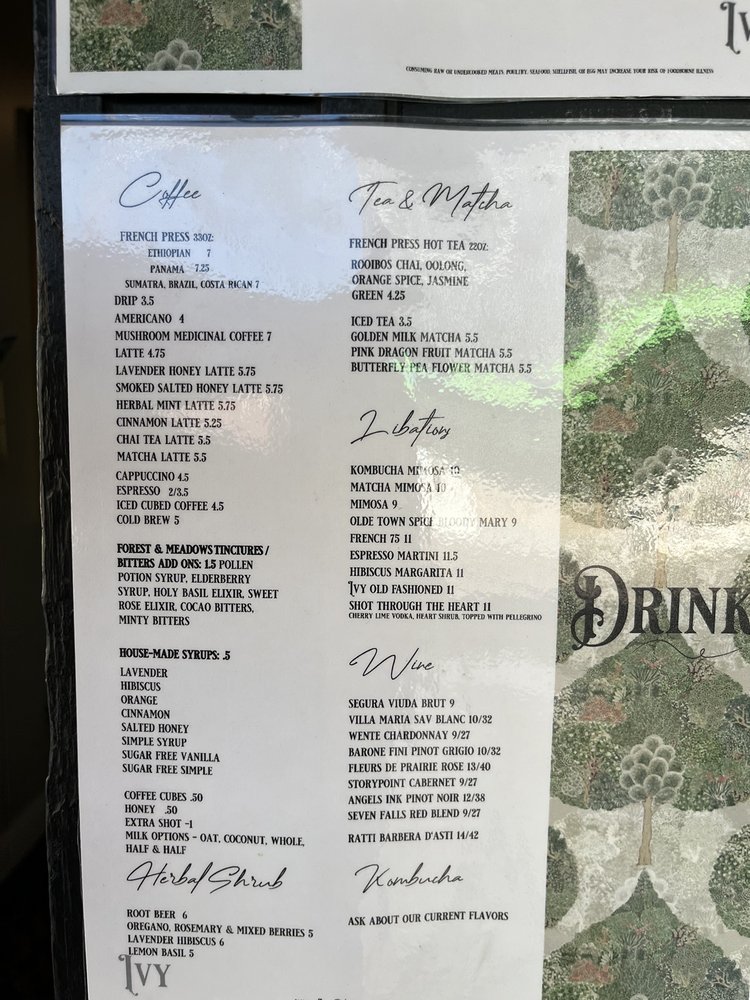 CONSUMING RAW OR UNDERCOOKED MEATS, POULTRY, SEAFOOD, SHELLFISH, OR EGG MAY INCREASE YOUR RISK OF FOODBORNE ILLNESS
Coffee
FRENCH PRESS 33OZ:
ETHIOPIAN 7
PANAMA 7.25
SUMATRA, BRAZIL, COSTA RICAN 7
DRIP 3.5
AMERICANO 4
MUSHROOM MEDICINAL COFFEE 7
LATTE 4.75
LAVENDER HONEY LATTE 5.75
SMOKED SALTED HONEY LATTE 5.75
HERBAL MINT LATTE 5.75
CINNAMON LATTE 5.25
CHAI TEA LATTE 5.5
MATCHA LATTE 5.5
CAPPUCCINO 4.5
ESPRESSO 2/3.5
ICED CUBED COFFEE 4.5
COLD BREW 5
FOREST & MEADOWS TINCTURES /
BITTERS ADD ONS: 1.5 POLLEN
POTION SYRUP, ELDERBERRY
SYRUP, HOLY BASIL ELIXIR, SWEET
ROSE ELIXIR, COCAO BITTERS,
MINTY BITTERS
HOUSE-MADE SYRUPS: .5
LAVENDER
HIBISCUS
ORANGE
CINNAMON
SALTED HONEY
SIMPLE SYRUP
SUGAR FREE VANILLA
SUGAR FREE SIMPLE
COFFEE CUBES .50
HONEY .50
EXTRA SHOT -1
MILK OPTIONS - OAT, COCONUT, WHOLE,
HALF & HALF
Herbal Shrub
ROOT BEER 6
OREGANO, ROSEMARY & MIXED BERRIES 5
LAVENDER HIBISCUS 6
LEMON BASIL 5
IVY
Tea & Matcha
FRENCH PRESS HOT TEA 22OZ:
ROOIBOS CHAI, OOLONG,
ORANGE SPICE, JASMINE
GREEN 4.25
ICED TEA 3.5
GOLDEN MILK MATCHA 5.5
PINK DRAGON FRUIT MATCHA 5.5
BUTTERFLY PEA FLOWER MATCHA 5.5
Libations
KOMBUCHA MIMOSA 10
MATCHA MIMOSA 10
MIMOSA 9
OLDE TOWN SPICE BLOODY MARY 9
FRENCH 75 11
ESPRESSO MARTINI 11.5
HIBISCUS MARGARITA 11
IVY OLD FASHIONED 11
SHOT THROUGH THE HEART 11
CHERRY LIME VODKA, HEART SHRUB, TOPPED WITH PELLEGRINO
Wine
SEGURA VIUDA BRUT 9
VILLA MARIA SAV BLANC 10/32
WENTE CHARDONNAY 9/27
BARONE FINI PINOT GRIGIO 10/32
FLEURS DE PRAIRIE ROSE 13/40
STORYPOINT CABERNET 9/27
ANGELS INK PINOT NOIR 12/38
SEVEN FALLS RED BLEND 9/27
RATTI BARBERA D'ASTI 14/42
Kombucha
ASK ABOUT OUR CURRENT FLAVORS
DRINK